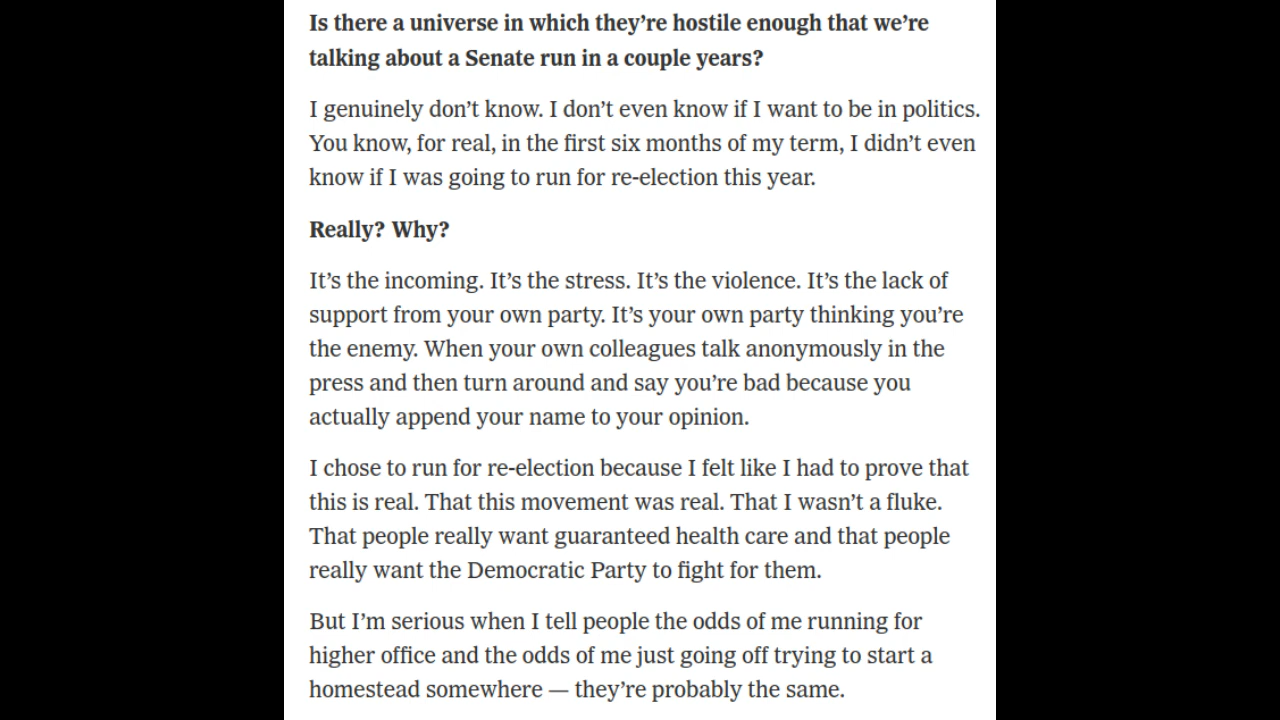 Is there a universe in which they’re hostile enough that we’re
talking about a Senate run in a couple years?
I genuinely don’t know. I don’t even know if I want to be in politics.
You know, for real, in the first six months of my term, I didn’t even
know if I was going to run for re-election this year.
Really? Why?
It’s the incoming. It’s the stress. It’s the violence. It’s the lack of
support from your own party. It’s your own party thinking you’re
the enemy. When your own colleagues talk anonymously in the
press and then turn around and say you’re bad because you
actually append your name to your opinion.
I chose to run for re-election because I felt like I had to prove that
this is real. That this movement was real. That I wasn’t a fluke.
That people really want guaranteed health care and that people
really want the Democratic Party to fight for them.
But I’m serious when I tell people the odds of me running for
higher office and the odds of me just going off trying to start a
homestead somewhere — they’re probably the same.